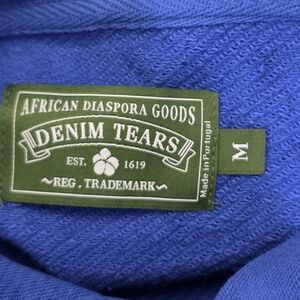 AFRICAN DIASPORA GOODS
DENIM TEARS
EST. 1619
~REG. TRADEMARK~
Made in Portugal
M